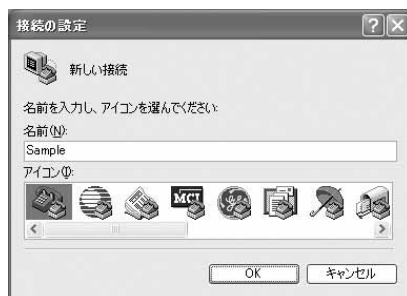 接続の設定
新しい接続
名前を入力し、アイコンを選んでください:
名前(N):
Sample
アイコン(I):
MCI
OK
キャンセル